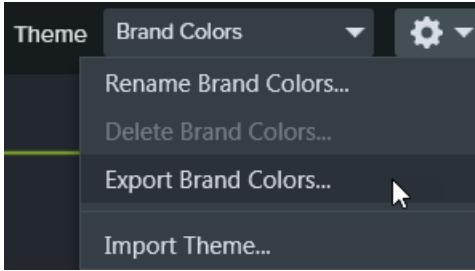 Theme Brand Colors
Rename Brand Colors...
Delete Brand Colors...
Export Brand Colors...
Import Theme...